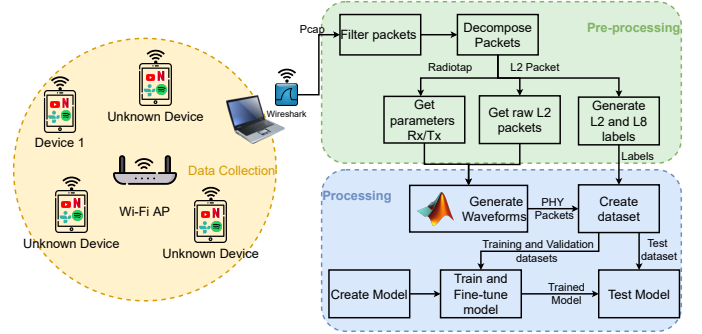 Pcap
Filter packets
Decompose
Packets
Pre-processing
Radiotap
L2 Packet
Get
parameters
Rx/Tx
Get raw L2
packets
Generate
L2 and L8
labels
Labels
Wireshark
Device 1
Unknown Device
Data Collection
Wi-Fi AP
Unknown Device
Unknown Device
Processing
Generate
Waveforms
PHY
Packets
Create
dataset
Training and Validation
datasets
Test
dataset
Create Model
Train and
Fine-tune
model
Trained
Model
Test Model